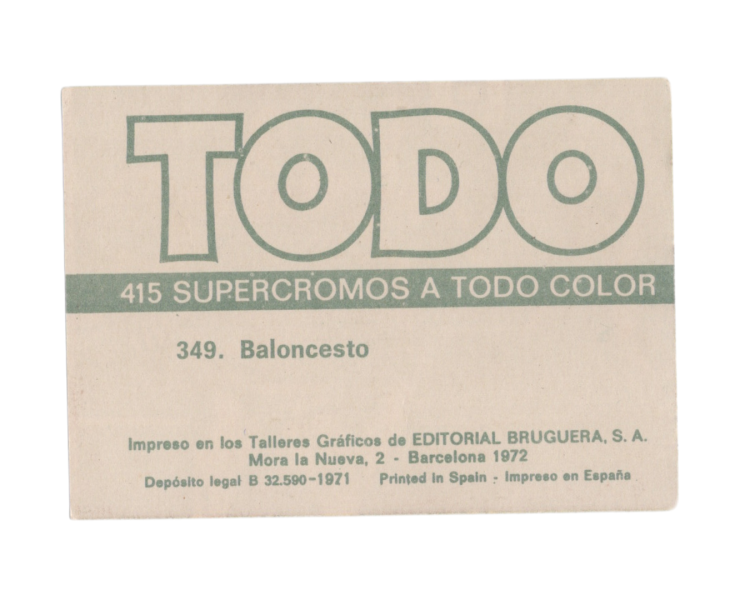 TODO
415 SUPERCROMOS A TODO COLOR
349. Baloncesto
Impreso en los Talleres Gráficos de EDITORIAL BRUGUERA, S. A.
Mora la Nueva, 2 - Barcelona 1972
Depósito legal B 32.590-1971 Printed in Spain - Impreso en España